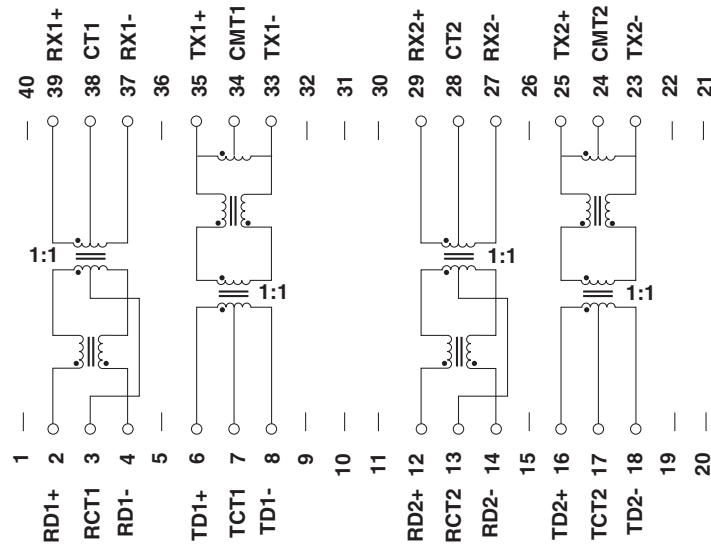 40
39 RX1+
38 CT1
37 RX1-
36
35 TX1+
34 CMT1
33 TX1-
32
31
30
29 RX2+
28 CT2
27 RX2-
26
25 TX2+
24 CMT2
23 TX2-
22
21
1:1
1:1
1:1
1:1
1
RD1+ 2
RCT1 3
RD1- 4
5
TD1+ 6
TCT1 7
TD1- 8
9
10
11
RD2+ 12
RCT2 13
RD2- 14
15
TD2+ 16
TCT2 17
TD2- 18
19
20